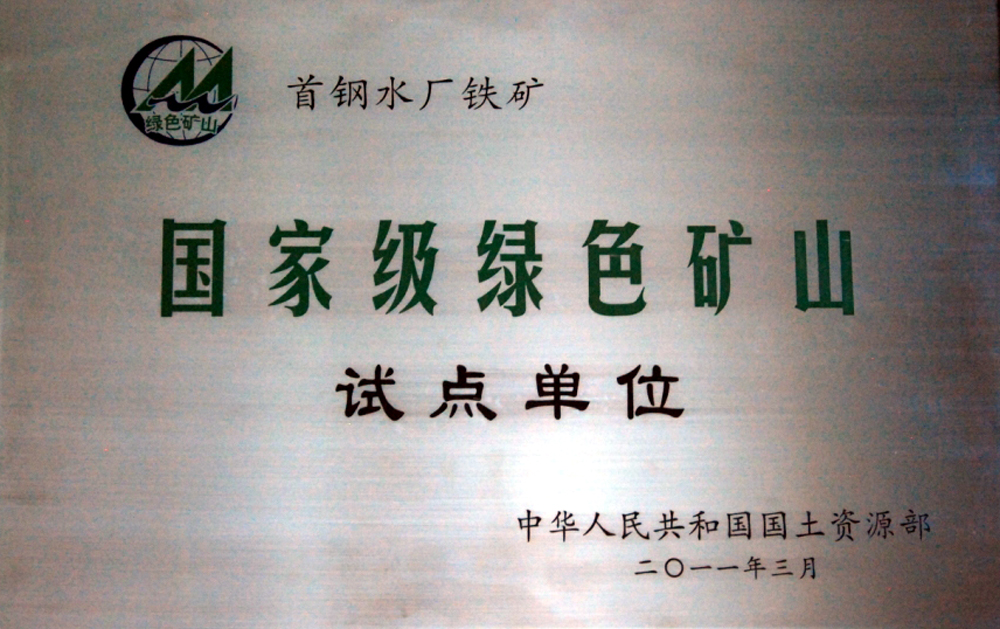 绿色矿山
首钢水厂铁矿
国家级绿色矿山
试点单位
中华人民共和国国土资源部
二〇一一年三月